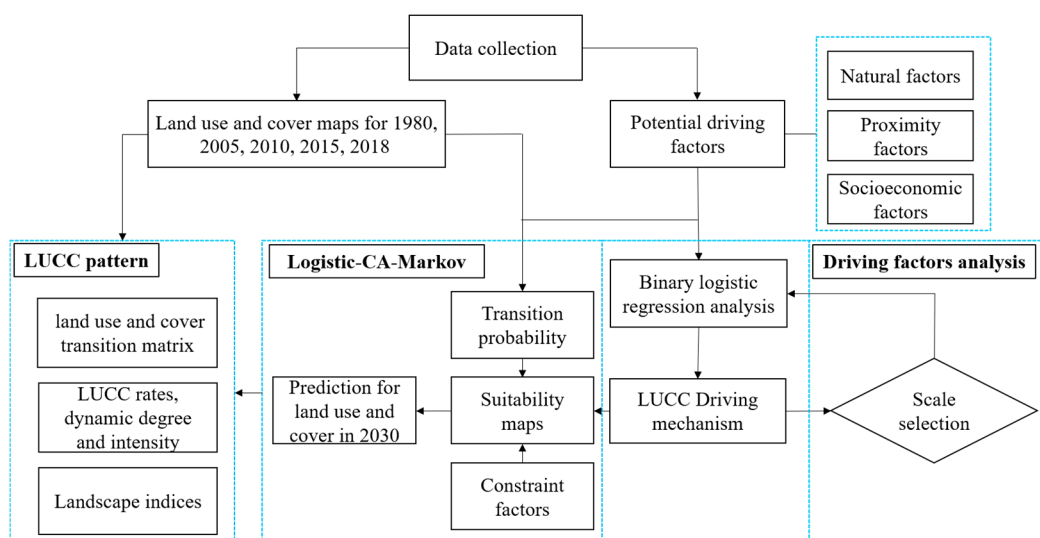 Data collection
Land use and cover maps for 1980,
2005, 2010, 2015, 2018
Potential driving
factors
Natural factors
Proximity
factors
Socioeconomic
factors
LUCC pattern
land use and cover
transition matrix
LUCC rates,
dynamic degree
and intensity
Landscape indices
Logistic-CA-Markov
Transition
probability
Prediction for
land use and
cover in 2030
Suitability
maps
Constraint
factors
Binary logistic
regression analysis
LUCC Driving
mechanism
Driving factors analysis
Scale
selection